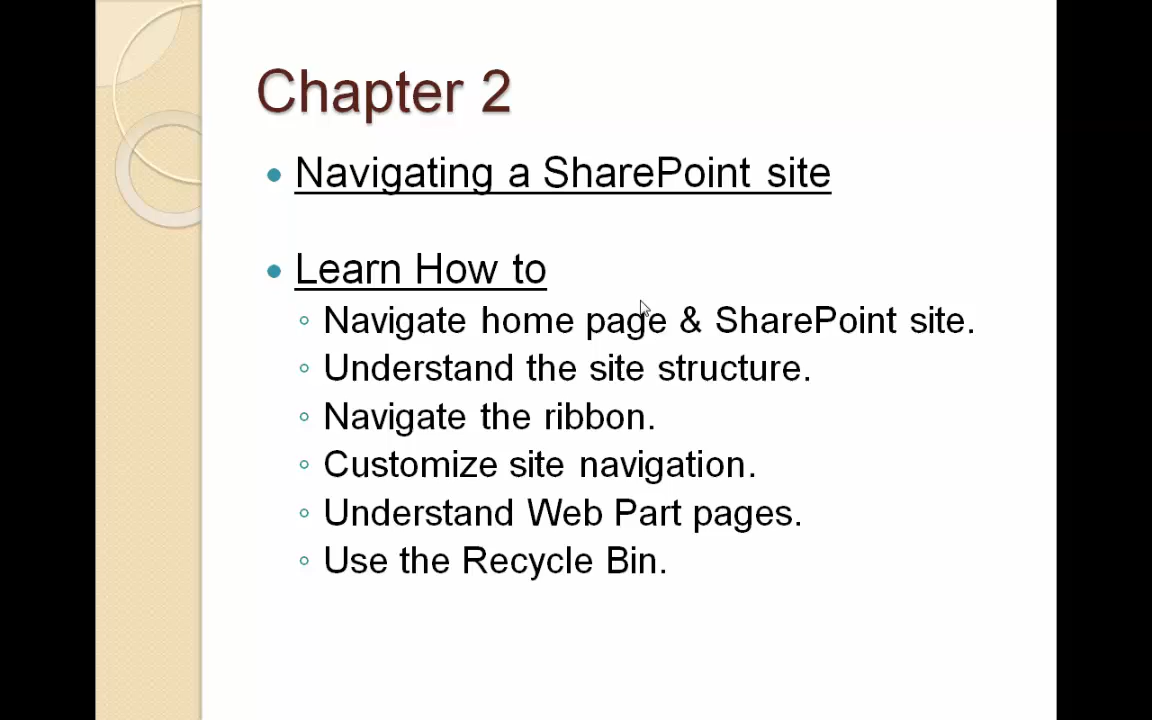 Chapter 2
Navigating a SharePoint site
Learn How to
Navigate home page & SharePoint site.
Understand the site structure.
Navigate the ribbon.
Customize site navigation.
Understand Web Part pages.
Use the Recycle Bin.